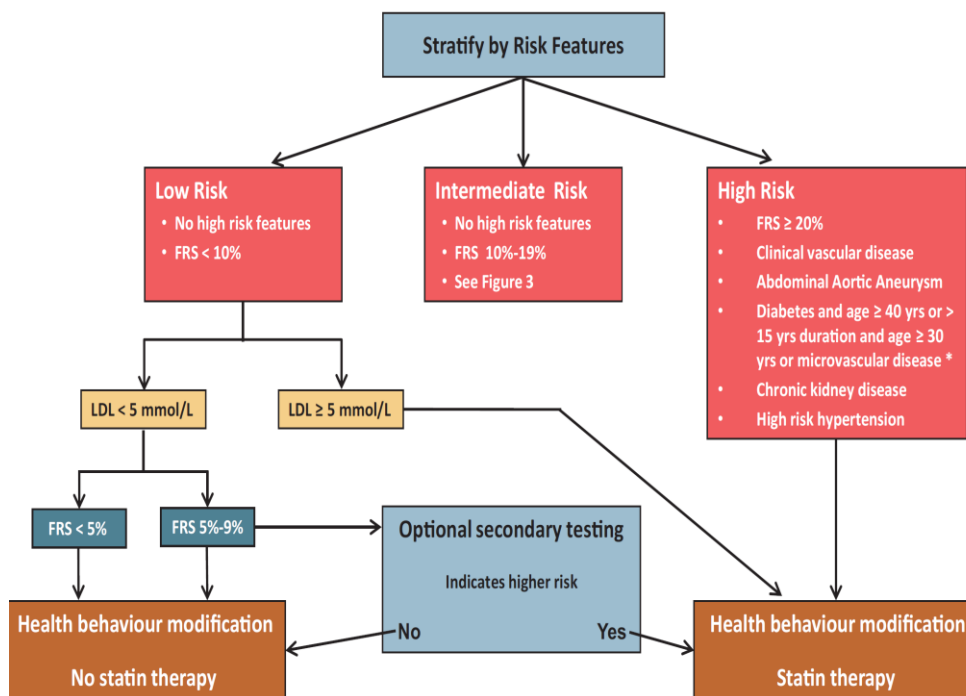 Stratify by Risk Features
Low Risk
• No high risk features
• FRS < 10%
Intermediate Risk
• No high risk features
• FRS 10%-19%
• See Figure 3
High Risk
• FRS ≥ 20%
• Clinical vascular disease
• Abdominal Aortic Aneurysm
• Diabetes and age ≥ 40 yrs or >
15 yrs duration and age ≥ 30
yrs or microvascular disease *
• Chronic kidney disease
• High risk hypertension
LDL < 5 mmol/L
LDL ≥ 5 mmol/L
FRS < 5%
FRS 5%-9%
Optional secondary testing
Indicates higher risk
No
Yes
Health behaviour modification
No statin therapy
Health behaviour modification
Statin therapy